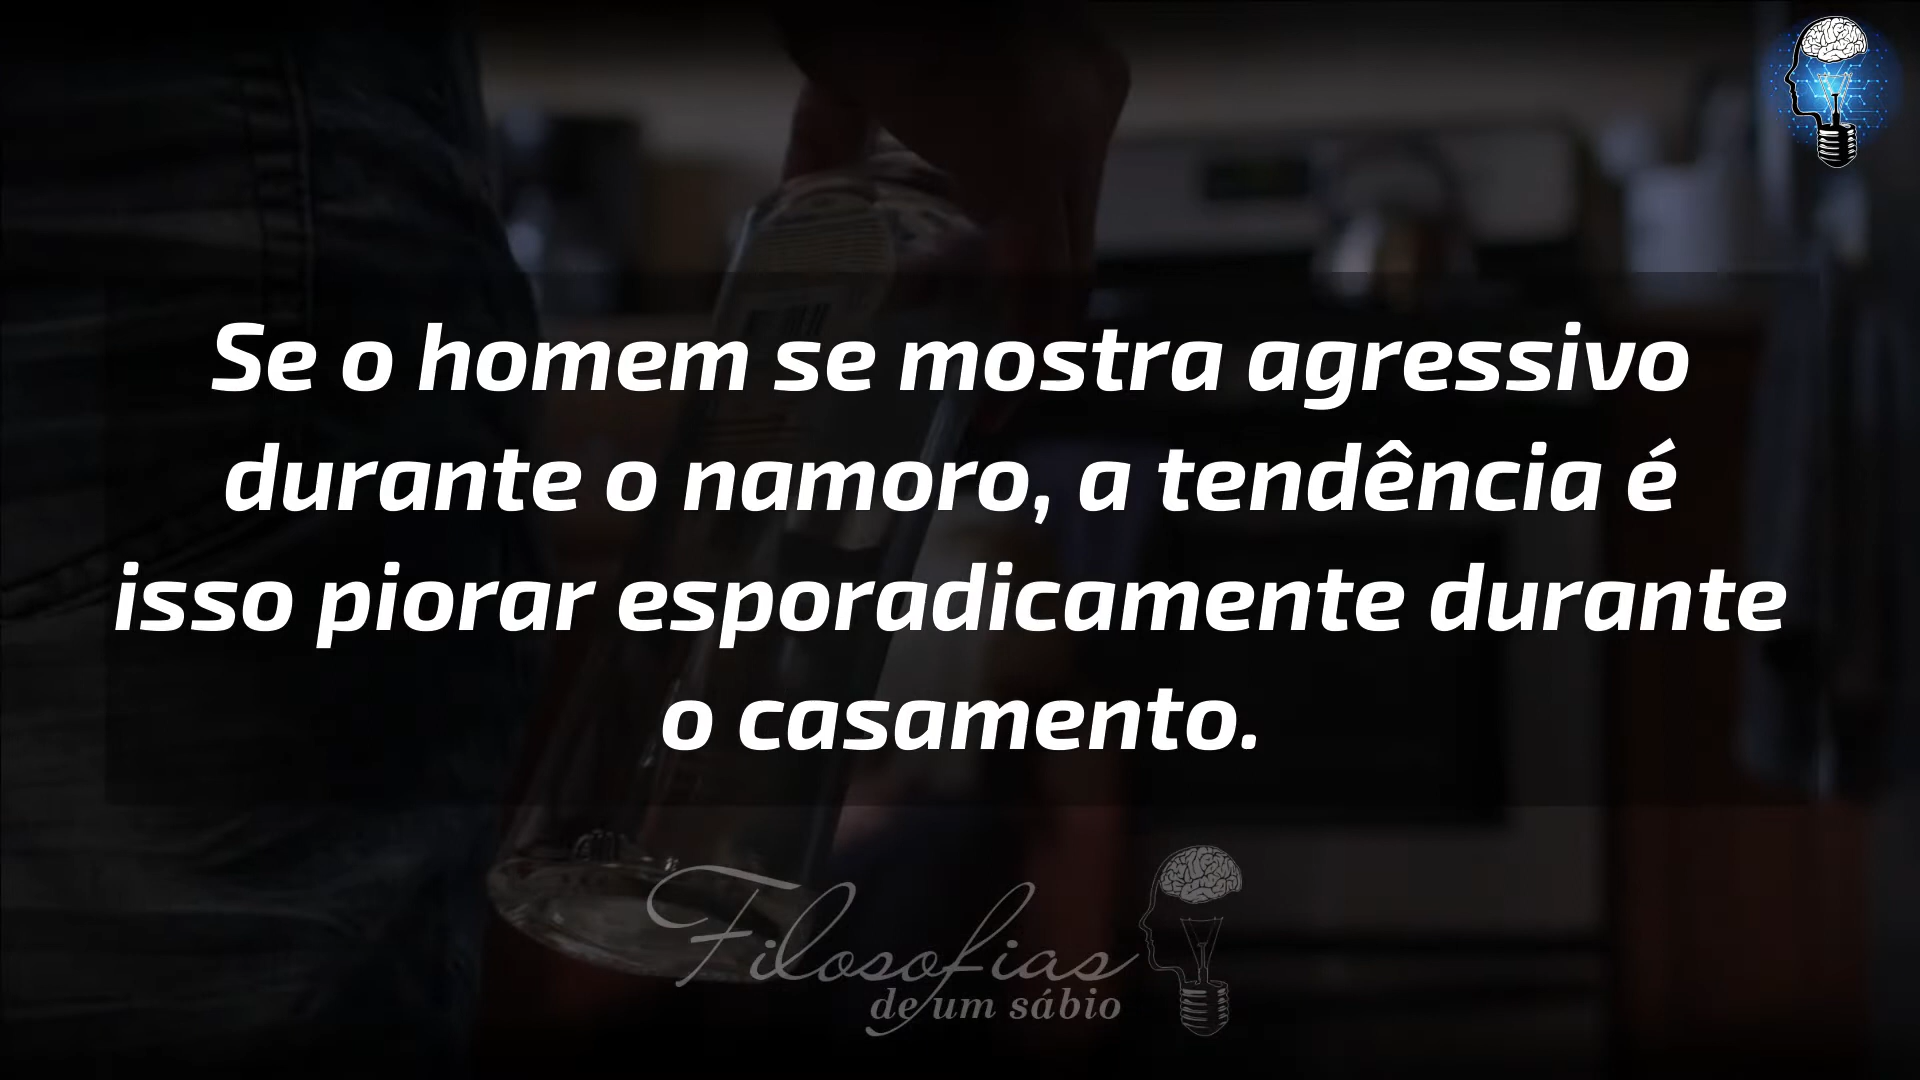 Se o homem se mostra agressivo
durante o namoro, a tendência é
isso piorar esporadicamente durante
o casamento.
Filosofias
de um sábio